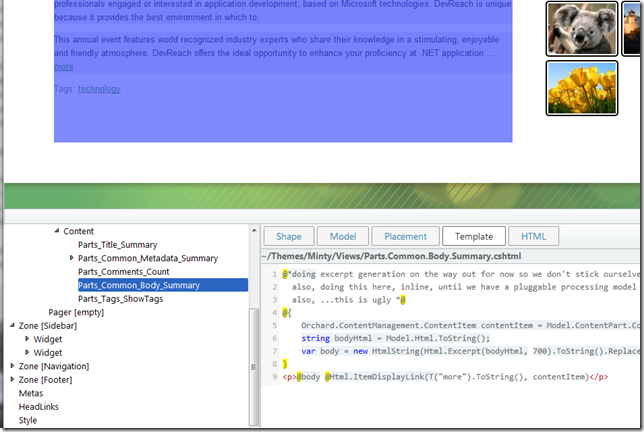 professionals engaged or interested in application development, based on Microsoft technologies. DevReach is unique
because it provides the best environment in which to:
This annual event features world recognized industry experts who share their knowledge in a stimulating, enjoyable
and friendly atmosphere. DevReach offers the ideal opportunity to enhance your proficiency at .NET application ...
more
Tags: technology
Content
Parts_Title_Summary
Parts_Common_Metadata_Summary
Parts_Comments_Count
Parts_Common_Body_Summary
Parts_Tags_ShowTags
Pager [empty]
Zone [Sidebar]
Widget
Widget
Zone [Navigation]
Zone [Footer]
Metas
HeadLinks
Style
Shape Model Placement Template HTML
~/Themes/Minty/Views/Parts.Common.Body.Summary.cshtml
1 @*doing excerpt generation on the way out for now so we don't stick ourselve
2 also, doing this here, inline, until we have a pluggable processing model
3 also, ...this is ugly *@
4 @{
5 Orchard.ContentManagement.ContentItem contentItem = Model.ContentPart.Co
6 string bodyHtml = Model.Html.ToString();
7 var body = new HtmlString(Html.Excerpt(bodyHtml, 700).ToString().Replace
8 }
9 <p>@body @Html.ItemDisplayLink(T("more").ToString(), contentItem)</p>